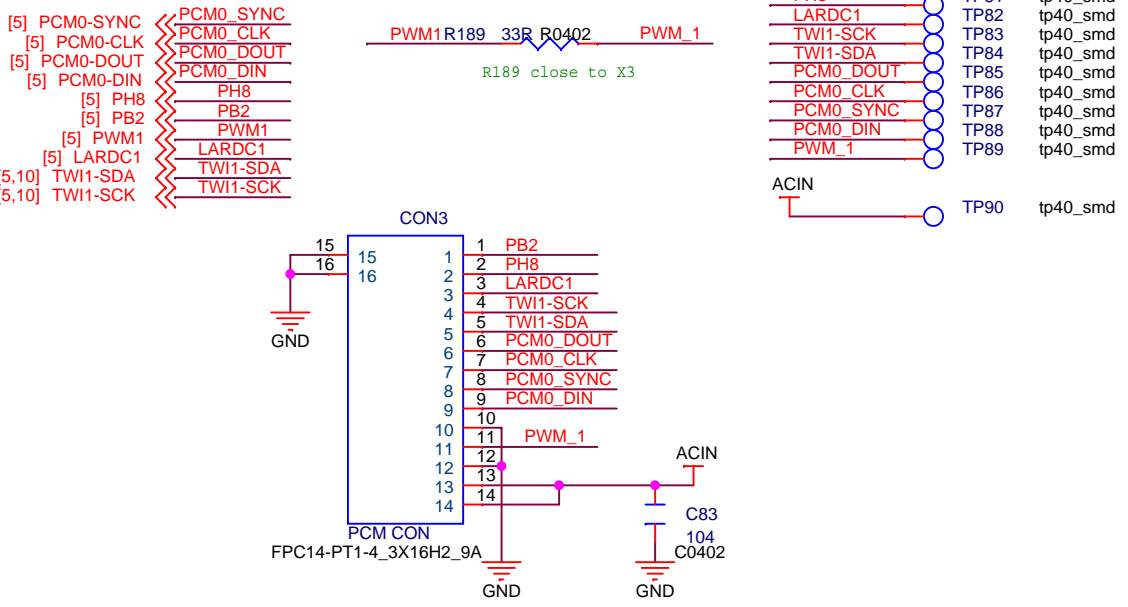 [5] PCM0-SYNC PCM0_SYNC
[5] PCM0-CLK PCM0_CLK
[5] PCM0-DOUT PCM0_DOUT
[5] PCM0-DIN PCM0_DIN
[5] PH8 PH8
[5] PB2 PB2
[5] PWM1 PWM1
[5] LARDC1 LARDC1
5,10] TWI1-SDA TWI1-SDA
5,10] TWI1-SCK TWI1-SCK
PWM1 R189 33R R0402 PWM_1
R189 close to X3
LARDC1 TP82 tp40_smd
TWI1-SCK TP83 tp40_smd
TWI1-SDA TP84 tp40_smd
PCM0_DOUT TP85 tp40_smd
PCM0_CLK TP86 tp40_smd
PCM0_SYNC TP87 tp40_smd
PCM0_DIN TP88 tp40_smd
PWM_1 TP89 tp40_smd
ACIN
TP90 tp40_smd
CON3
15 15 1 1 PB2
16 16 2 2 PH8
3 3 LARDC1
4 4 TWI1-SCK
5 5 TWI1-SDA
6 6 PCM0_DOUT
7 7 PCM0_CLK
8 8 PCM0_SYNC
9 9 PCM0_DIN
10 10
11 11 PWM_1
12 12
13 13
14 14
GND
ACIN
PCM CON
FPC14-PT1-4_3X16H2_9A
C83
104
C0402
GND
GND